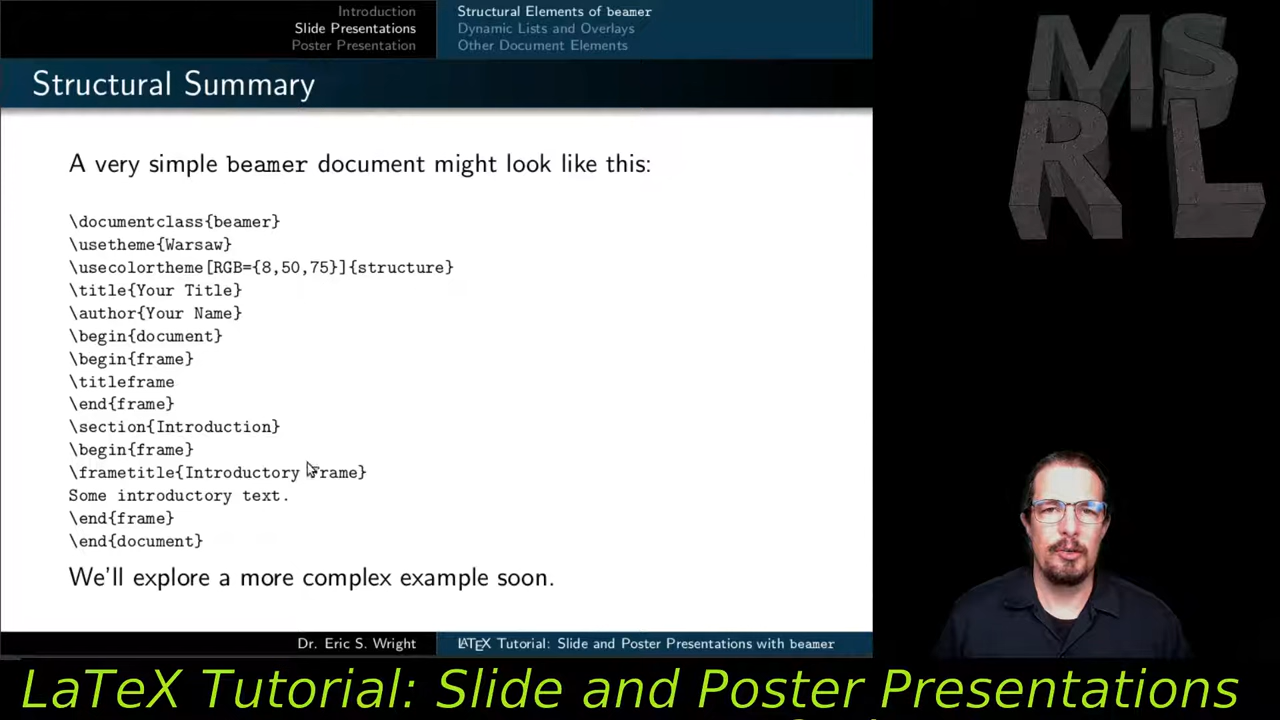 Introduction
Slide Presentations
Poster Presentation
Structural Elements of beamer
Dynamic Lists and Overlays
Other Document Elements
Structural Summary
A very simple beamer document might look like this:
\documentclass{beamer}
\usetheme{Warsaw}
\usecolortheme[RGB={8,50,75}]{structure}
\title{Your Title}
\author{Your Name}
\begin{document}
\begin{frame}
\titleframe
\end{frame}
\section{Introduction}
\begin{frame}
\frametitle{Introductory Frame}
Some introductory text.
\end{frame}
\end{document}
We'll explore a more complex example soon.
Dr. Eric S. Wright
LATEX Tutorial: Slide and Poster Presentations with beamer
MS
RL
LaTeX Tutorial: Slide and Poster Presentations